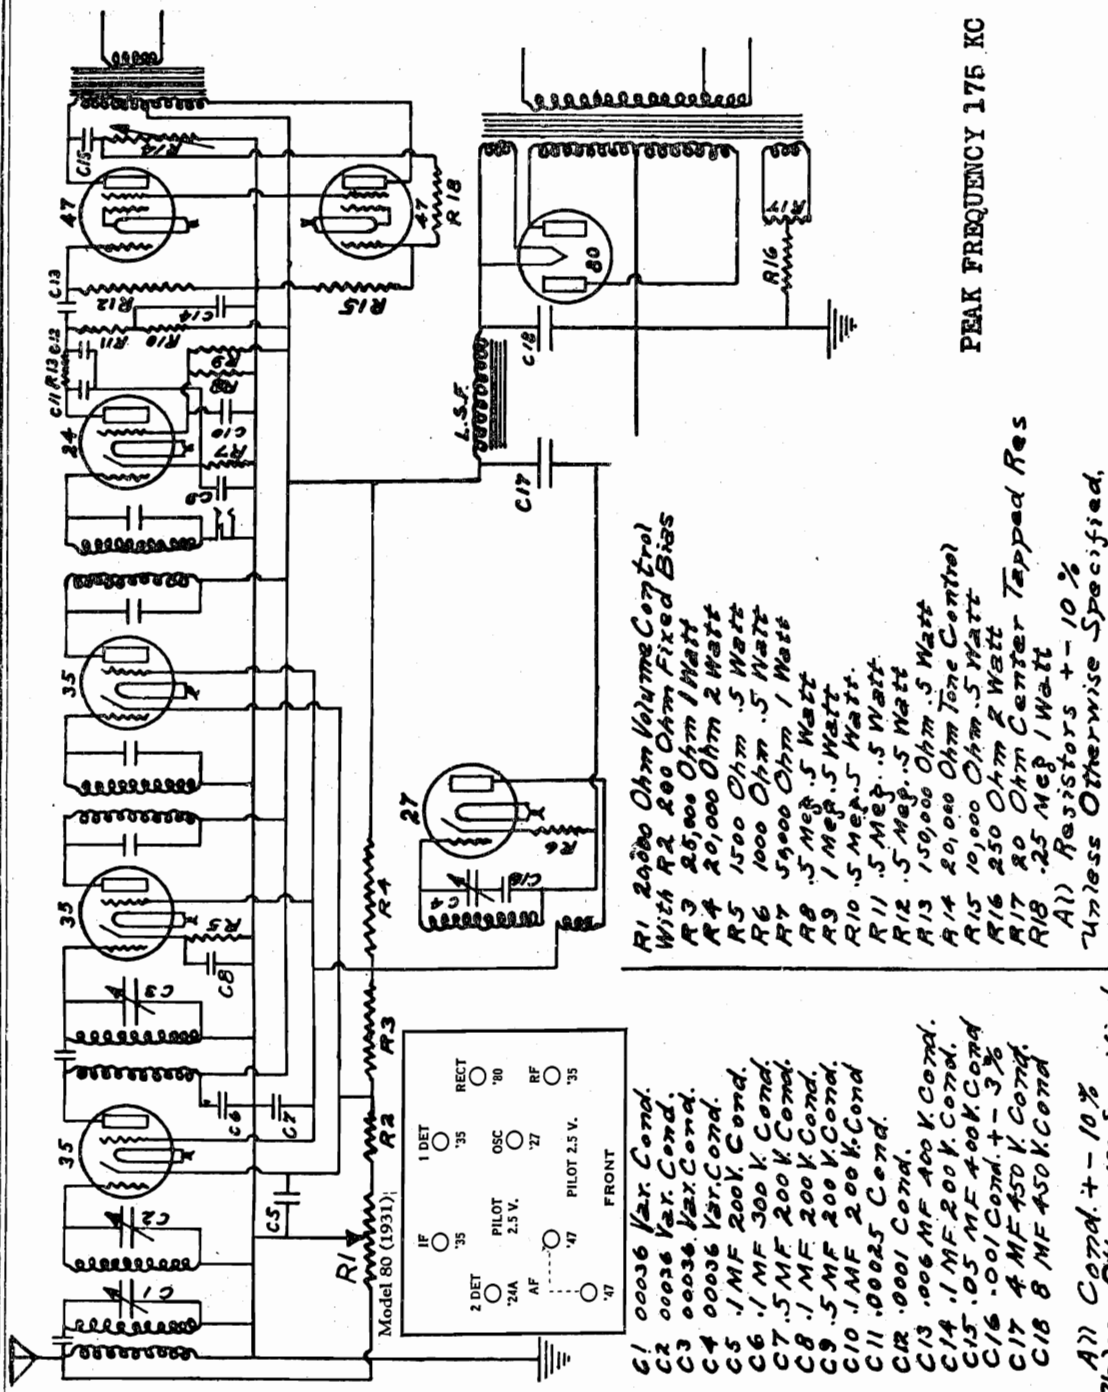 C15
R14
47
47
R18
C13
R12
C14
R15
R11
R10
C12
R13
C11
R9
R8
C10
R7
C9
24
80
R17
R16
C18
L.S.F.
C17
35
35
35
27
R6
C4
C16
R5
C8
C3
C6
C7
C5
C2
C1
R1
R2
R3
R4
Model 80 (1931);
2 DET
'24A
IF
'35
1 DET
'35
RECT
'80
PILOT
2.5 V.
OSC
'27
RF
'35
AF
'47
'47
PILOT 2.5 V.
FRONT
PEAK FREQUENCY 175 KC
R1 20,000 Ohm Volume Control
With R2 200 Ohm Fixed Bias
R3 25,000 Ohm 1 Watt
R4 20,000 Ohm 2 Watt
R5 1500 Ohm .5 Watt
R6 1000 Ohm .5 Watt
R7 50,000 Ohm 1 Watt
R8 .5 Meg .5 Watt
R9 1 Meg .5 Watt
R10 .5 Meg .5 Watt.
R11 .5 Meg. .5 Watt.
R12 .5 Meg. .5 Watt
R13 150,000 Ohm .5 Watt
R14 20,000 Ohm Tone Control
R15 10,000 Ohm .5 Watt
R16 250 Ohm 2 Watt
R17 20 Ohm Center Tapped Res
R18 .25 Meg 1 Watt
All Resistors + - 10 %
Unless Otherwise Specified.
C1 00036 Var. Cond.
C2 00036 Var. Cond.
C3 00036 Var. Cond.
C4 00036 Var. Cond.
C5 .1 MF 200 V. Cond.
C6 .1 MF 300 V. Cond.
C7 .5 MF 200 V. Cond.
C8 .1 MF 200 V. Cond.
C9 .5 MF 200 V. Cond.
C10 .1 MF 200 V. Cond
C11 .00025 Cond.
C12 .0001 Cond.
C13 .006 MF 400 V. Cond.
C14 .1 MF 200 V. Cond.
C15 .05 MF 400 V. Cond
C16 .001 Cond. + - 3 %
C17 4 MF 450 V. Cond.
C18 8 MF 450 V. Cond
All Cond. + - 10 %